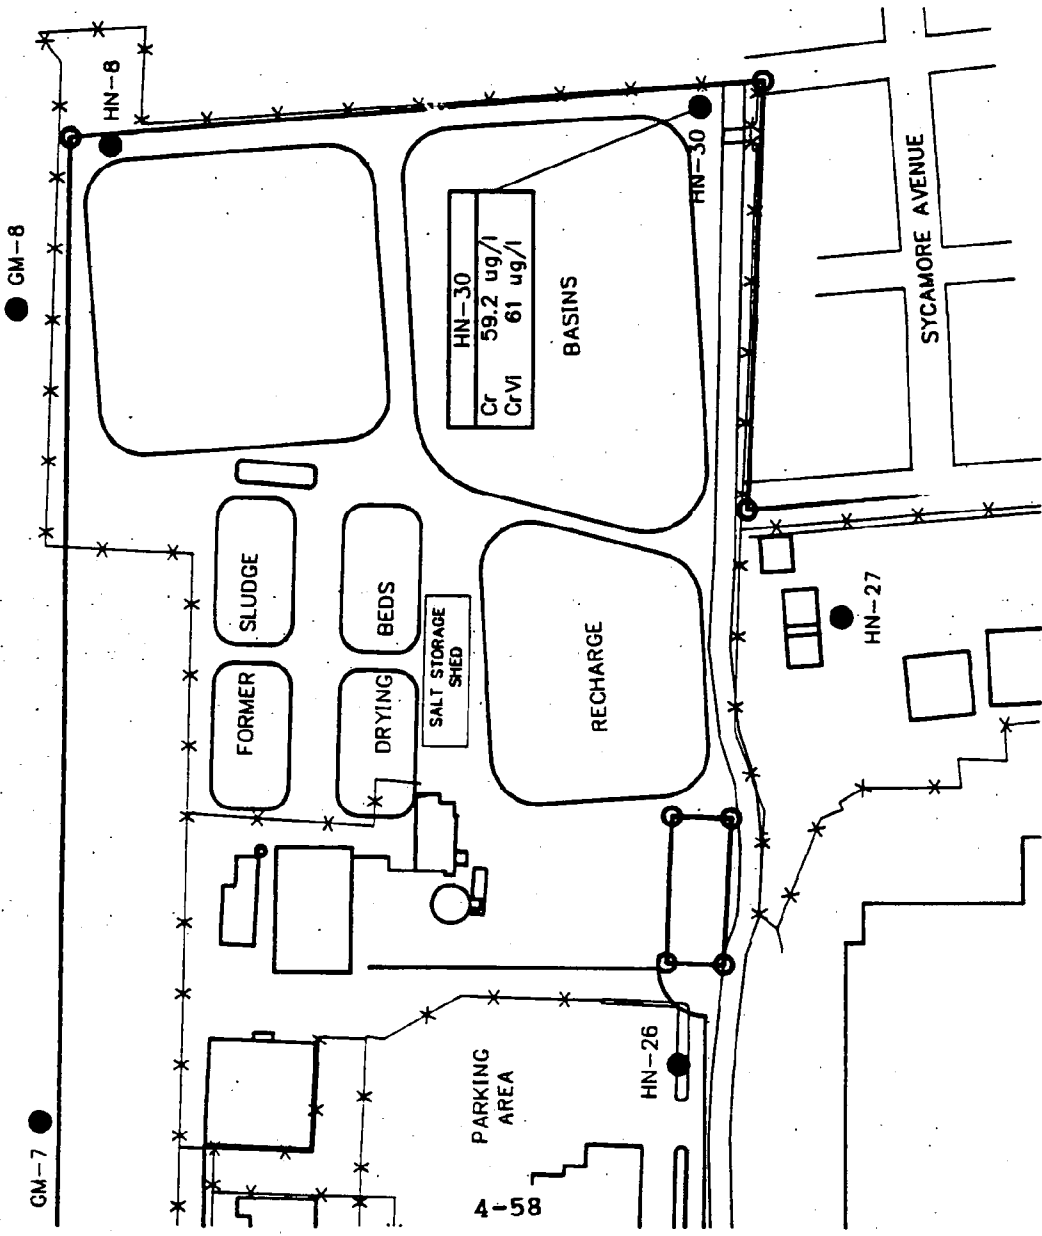 HN-8
GM-8
HN-30
SYCAMORE AVENUE
HN-30
Cr 59.2 ug/l
CrVI 61 ug/l
BASINS
SLUDGE
BEDS
SALT STORAGE
SHED
RECHARGE
HN-27
FORMER
DRYING
HN-26
PARKING
AREA
GM-7
4-58